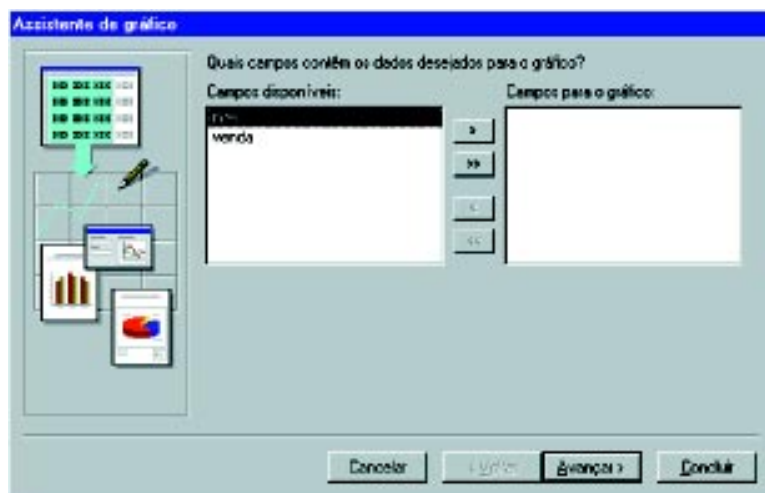 Assistente de gráfico
Quais campos contêm os dados desejados para o gráfico?
Campos disponíveis:
Campos para o gráfico:
venda
>
>>
<
<<
Cancelar
< Voltar
Avançar >
Concluir